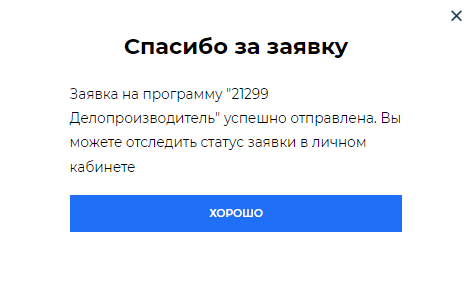 Спасибо за заявку
Заявка на программу "21299
Делопроизводитель" успешно отправлена. Вы
можете отследить статус заявки в личном
кабинете
ХОРОШО